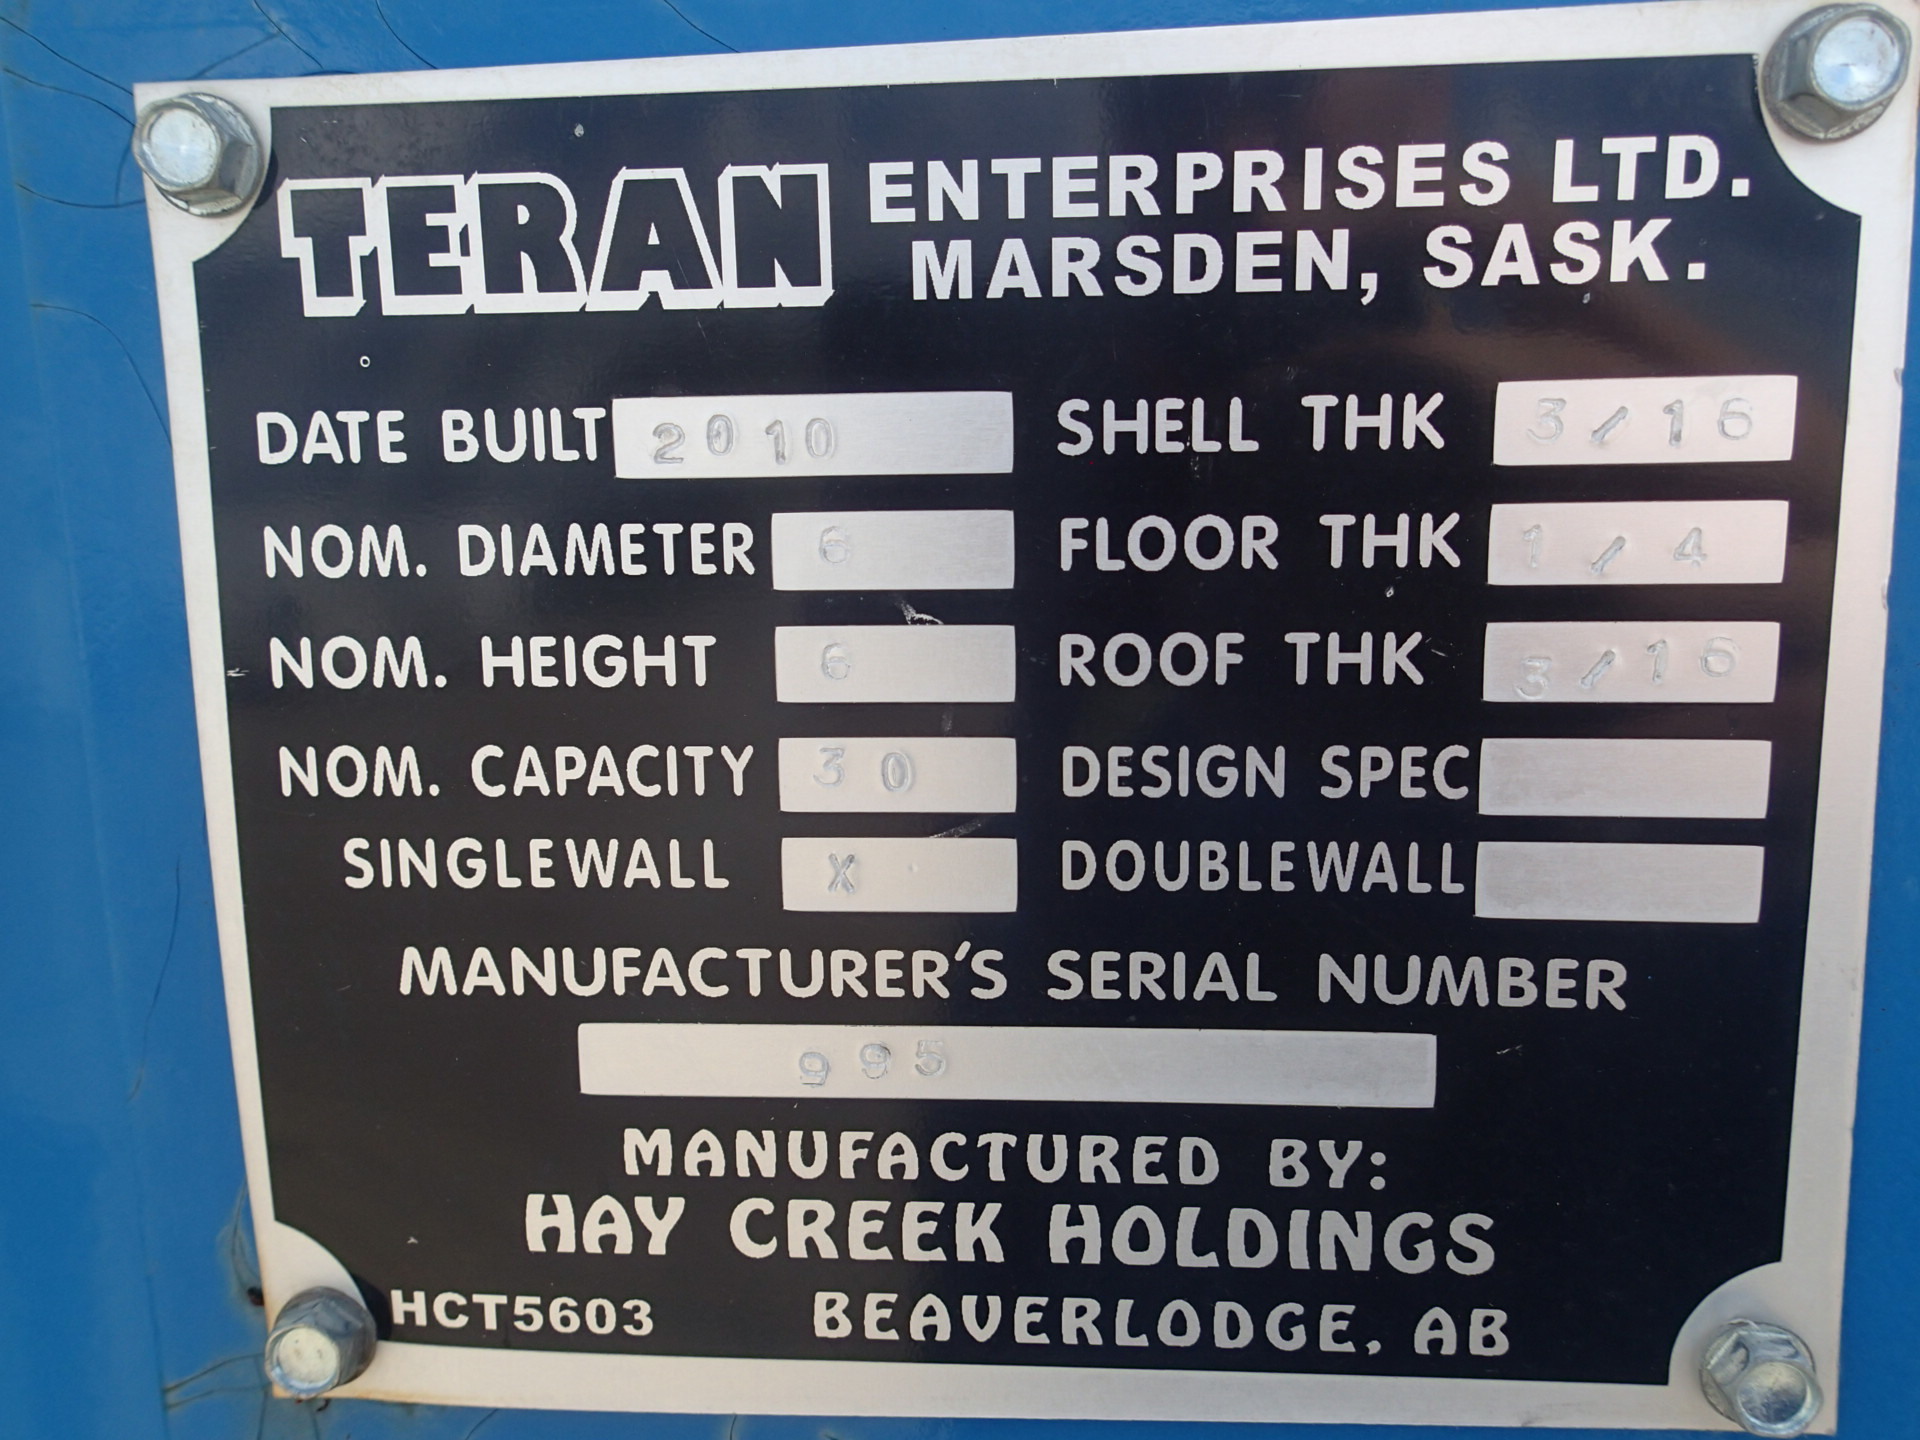 TERAN ENTERPRISES LTD.
MARSDEN, SASK.
DATE BUILT 2010 SHELL THK 3/16
NOM. DIAMETER 6 FLOOR THK 1/4
NOM. HEIGHT 6 ROOF THK 3/16
NOM. CAPACITY 30 DESIGN SPEC
SINGLEWALL X DOUBLEWALL
MANUFACTURER'S SERIAL NUMBER
995
MANUFACTURED BY:
HAY CREEK HOLDINGS
HCT5603 BEAVERLODGE, AB